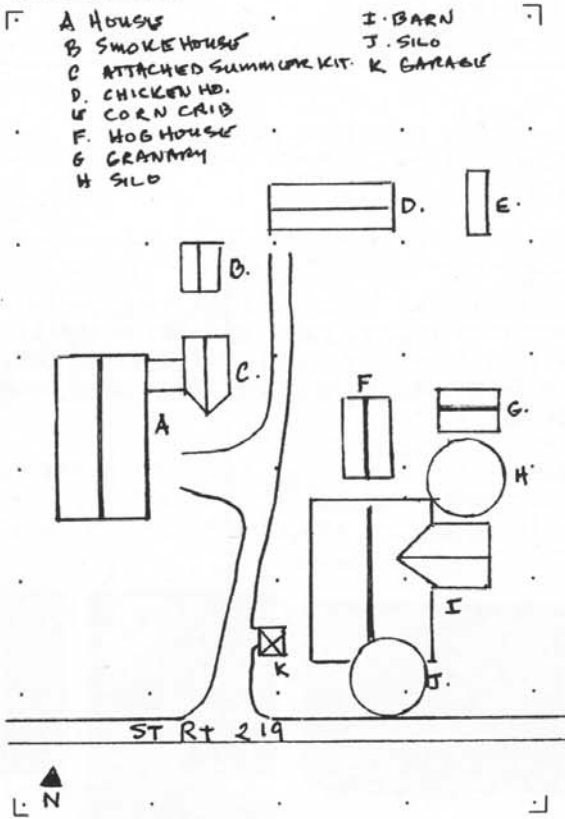 A HOUSE
B SMOKEHOUSE
C ATTACHED SUMMER KIT.
D. CHICKEN HO.
E CORN CRIB
F. HOG HOUSE
G GRANARY
H SILO
I. BARN
J. SILO
K GARAGE
D.
E.
B.
C.
A
F
G.
H.
I
K
J.
ST RT 219
N